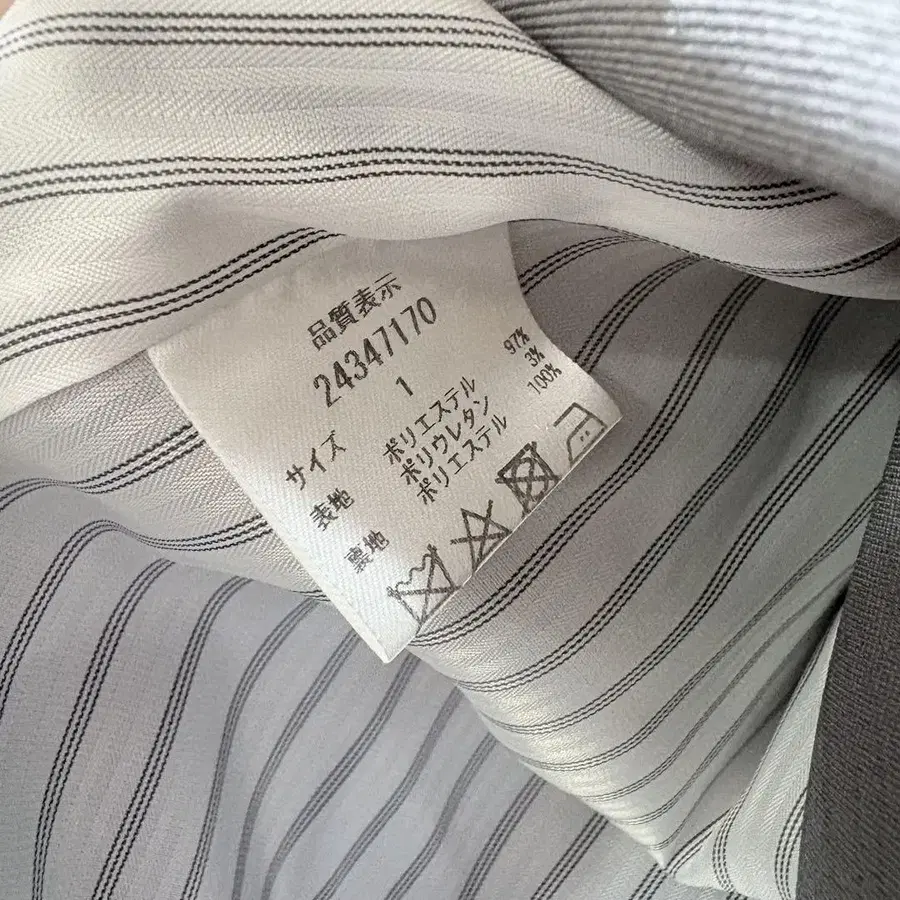 品質表示
24347170
サイズ 1
表地 ポリエステル 97%
ポリウレタン 3%
裏地 ポリエステル 100%